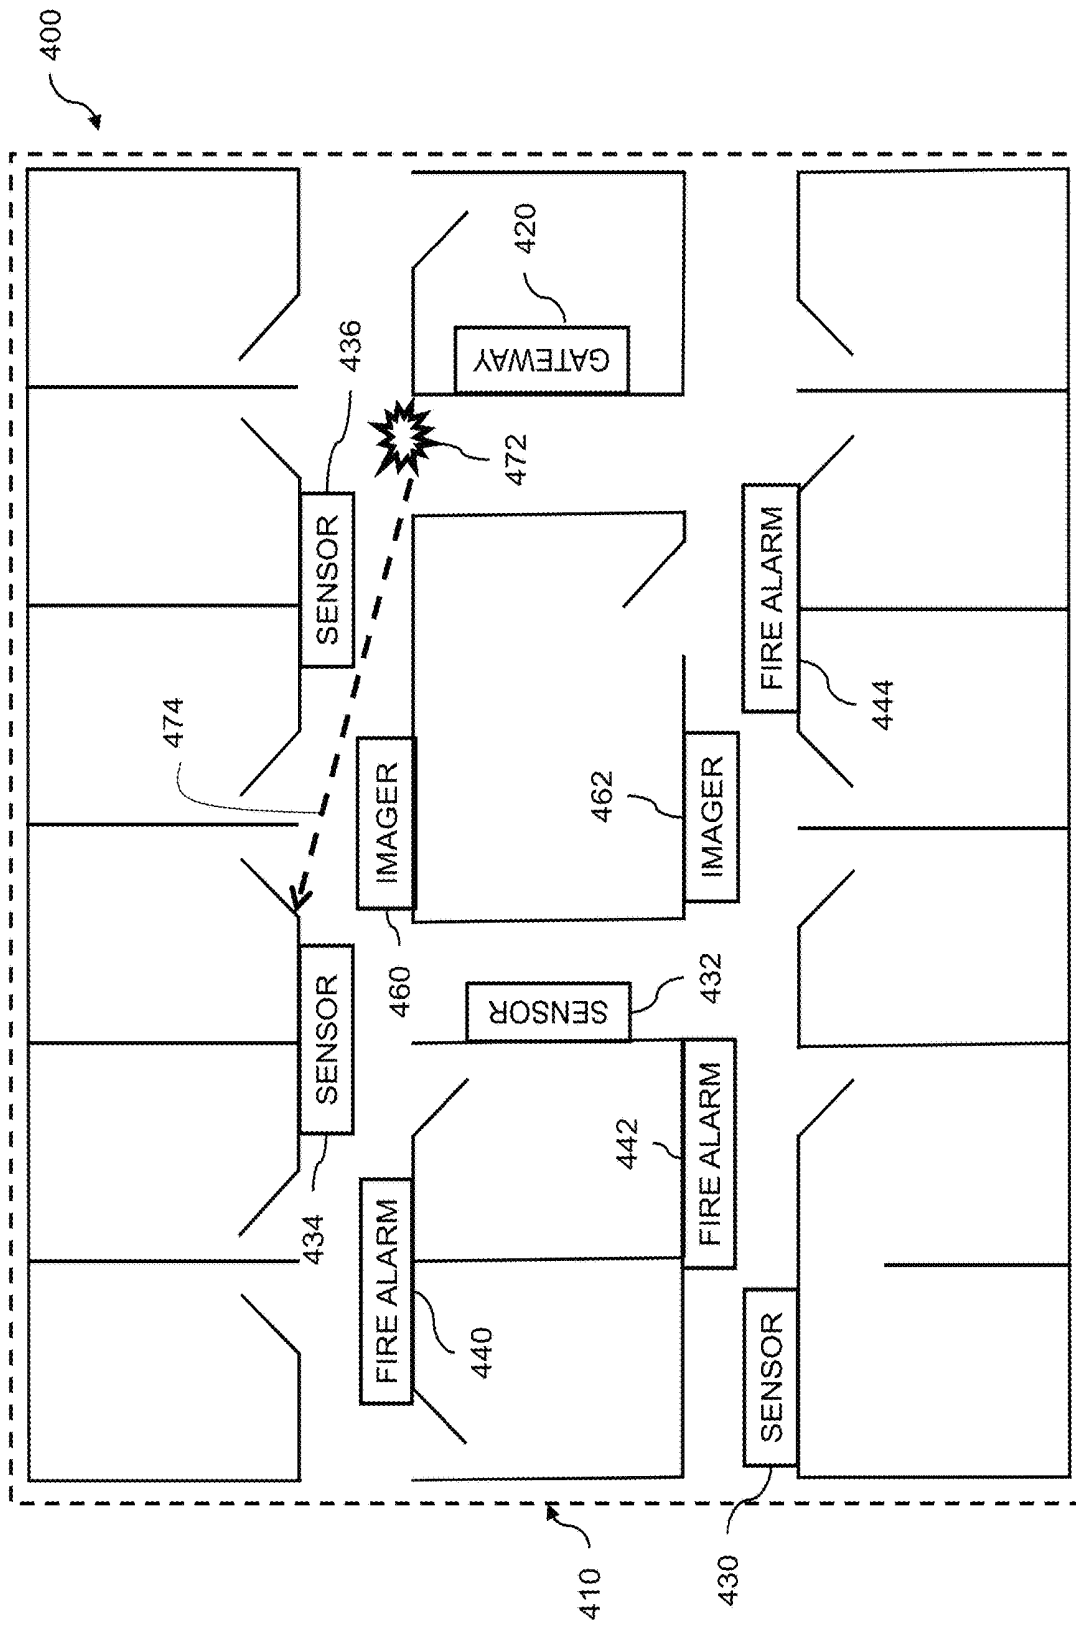 400
474
434
SENSOR
SENSOR
436
FIRE ALARM
460
IMAGER
440
SENSOR
472
GATEWAY
420
410
442
462
FIRE ALARM
432
IMAGER
430
SENSOR
FIRE ALARM
444